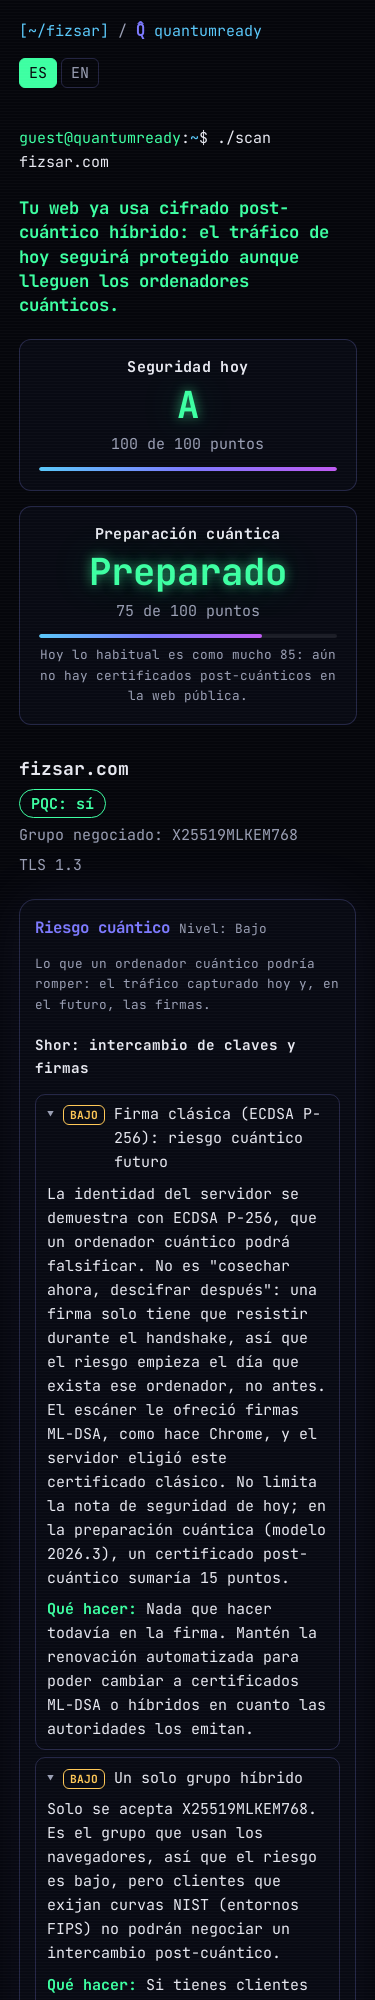 [~/fizsar] / Q̂ quantumready
ES EN
guest@quantumready:~$ ./scan
fizsar.com
Tu web ya usa cifrado post-
cuántico híbrido: el tráfico de
hoy seguirá protegido aunque
lleguen los ordenadores
cuánticos.
Seguridad hoy
A
100 de 100 puntos
Preparación cuántica
Preparado
75 de 100 puntos
Hoy lo habitual es como mucho 85: aún
no hay certificados post-cuánticos en
la web pública.
fizsar.com
PQC: sí
Grupo negociado: X25519MLKEM768
TLS 1.3
Riesgo cuántico Nivel: Bajo
Lo que un ordenador cuántico podría
romper: el tráfico capturado hoy y, en
el futuro, las firmas.
Shor: intercambio de claves y
firmas
▾ BAJO Firma clásica (ECDSA P-
256): riesgo cuántico
futuro
La identidad del servidor se
demuestra con ECDSA P-256, que
un ordenador cuántico podrá
falsificar. No es "cosechar
ahora, descifrar después": una
firma solo tiene que resistir
durante el handshake, así que
el riesgo empieza el día que
exista ese ordenador, no antes.
El escáner le ofreció firmas
ML-DSA, como hace Chrome, y el
servidor eligió este
certificado clásico. No limita
la nota de seguridad de hoy; en
la preparación cuántica (modelo
2026.3), un certificado post-
cuántico sumaría 15 puntos.
Qué hacer: Nada que hacer
todavía en la firma. Mantén la
renovación automatizada para
poder cambiar a certificados
ML-DSA o híbridos en cuanto las
autoridades los emitan.
▾ BAJO Un solo grupo híbrido
Solo se acepta X25519MLKEM768.
Es el grupo que usan los
navegadores, así que el riesgo
es bajo, pero clientes que
exijan curvas NIST (entornos
FIPS) no podrán negociar un
intercambio post-cuántico.
Qué hacer: Si tienes clientes